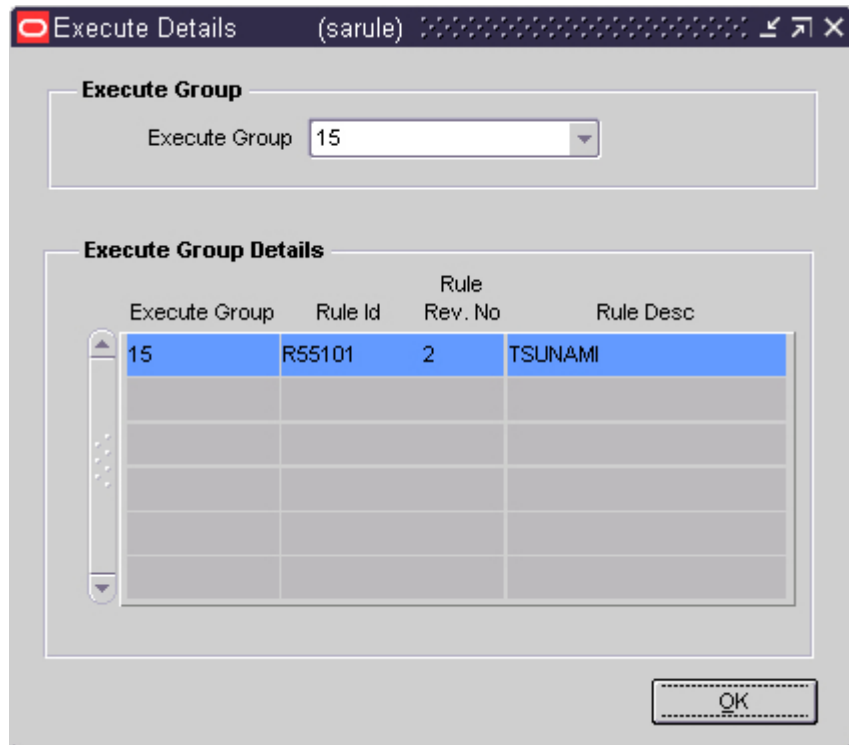 Execute Details (sarule)
Execute Group
Execute Group 15
Execute Group Details
Rule
Execute Group Rule Id Rev. No Rule Desc
15 R55101 2 TSUNAMI
OK